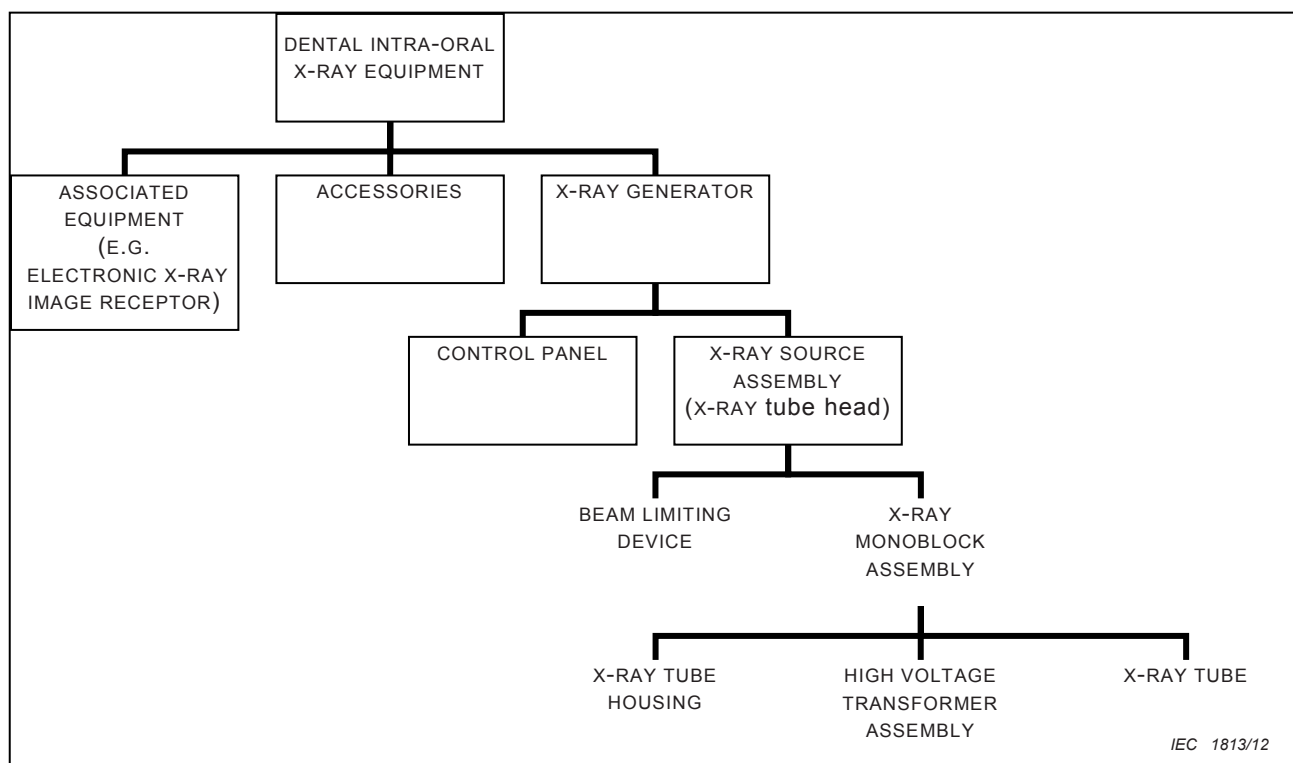 DENTAL INTRA-ORAL
X-RAY EQUIPMENT
ASSOCIATED
EQUIPMENT
(E.G.
ELECTRONIC X-RAY
IMAGE RECEPTOR)
ACCESSORIES
X-RAY GENERATOR
CONTROL PANEL
X-RAY SOURCE
ASSEMBLY
(X-RAY tube head)
BEAM LIMITING
DEVICE
X-RAY
MONOBLOCK
ASSEMBLY
X-RAY TUBE
HOUSING
HIGH VOLTAGE
TRANSFORMER
ASSEMBLY
X-RAY TUBE
IEC 1813/12